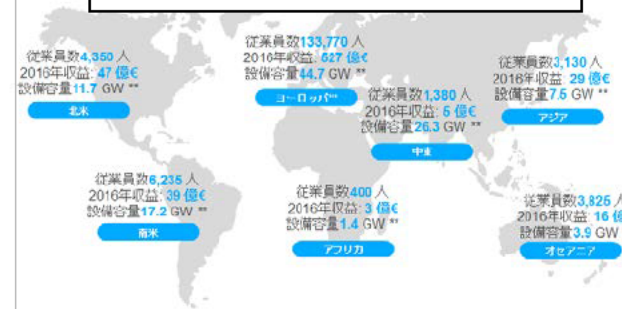 従業員数4,350 人
2016年収益: 47 億€
設備容量11.7 GW **
北米
従業員数133,770 人
2016年収益: 527 億€
設備容量44.7 GW **
ヨーロッパ***
従業員数1,380 人
2016年収益: 5 億€
設備容量26.3 GW **
中東
従業員数3,130 人
2016年収益: 29 億€
設備容量7.5 GW **
アジア
従業員数6,235 人
2016年収益: 39 億€
設備容量17.2 GW **
南米
従業員数400 人
2016年収益: 3 億€
設備容量1.4 GW **
アフリカ
従業員数3,825 人
2016年収益: 16 億
設備容量3.9 GW
オセアニア